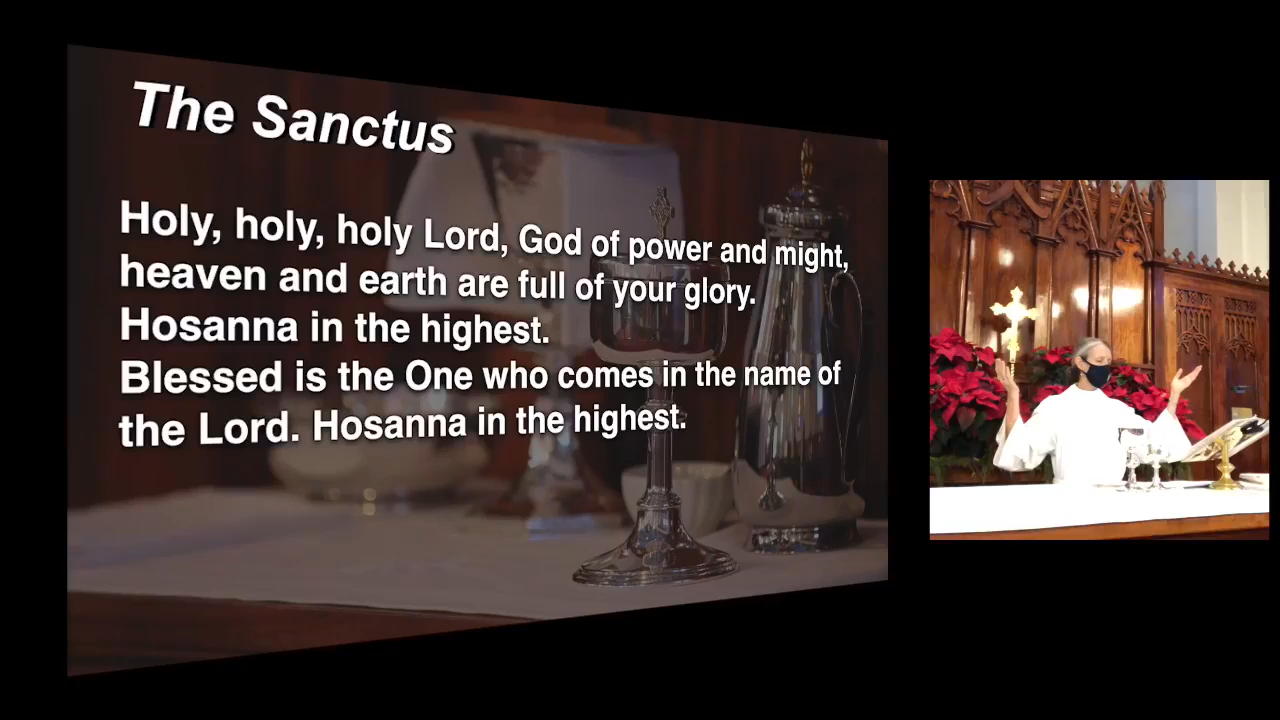 The Sanctus
Holy, holy, holy Lord, God of power and might,
heaven and earth are full of your glory.
Hosanna in the highest.
Blessed is the One who comes in the name of
the Lord. Hosanna in the highest.